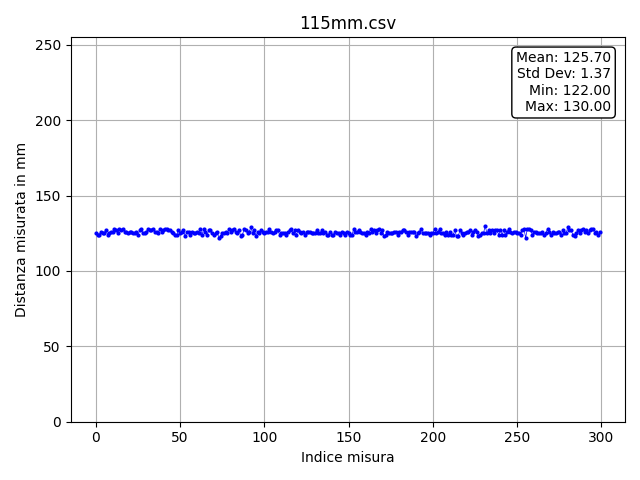 115mm.csv
250
200
150
100
50
0
Distanza misurata in mm
Mean: 125.70
Std Dev: 1.37
Min: 122.00
Max: 130.00
0 50 100 150 200 250 300
Indice misura